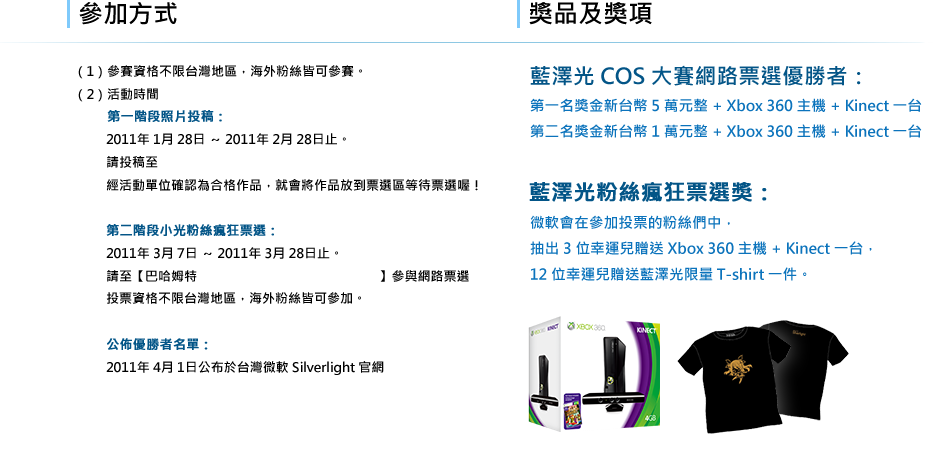 參加方式
(1) 參賽資格不限台灣地區，海外粉絲皆可參賽。
(2) 活動時間
第一階段照片投稿：
2011年 1月 28日 ~ 2011年 2月 28日止。
請投稿至
經活動單位確認為合格作品，就會將作品放到票選區等待票選喔！
第二階段小光粉絲瘋狂票選：
2011年 3月 7日 ~ 2011年 3月 28日止。
請至【巴哈姆特 】參與網路票選
投票資格不限台灣地區，海外粉絲皆可參加。
公佈優勝者名單：
2011年 4月 1日公布於台灣微軟 Silverlight 官網
獎品及獎項
藍澤光 COS 大賽網路票選優勝者：
第一名獎金新台幣 5 萬元整 + Xbox 360 主機 + Kinect 一台
第二名獎金新台幣 1 萬元整 + Xbox 360 主機 + Kinect 一台
藍澤光粉絲瘋狂票選獎：
微軟會在參加投票的粉絲們中，
抽出 3 位幸運兒贈送 Xbox 360 主機 + Kinect 一台，
12 位幸運兒贈送藍澤光限量 T-shirt 一件。
XBOX 360
KINECT
KINECT
4GB